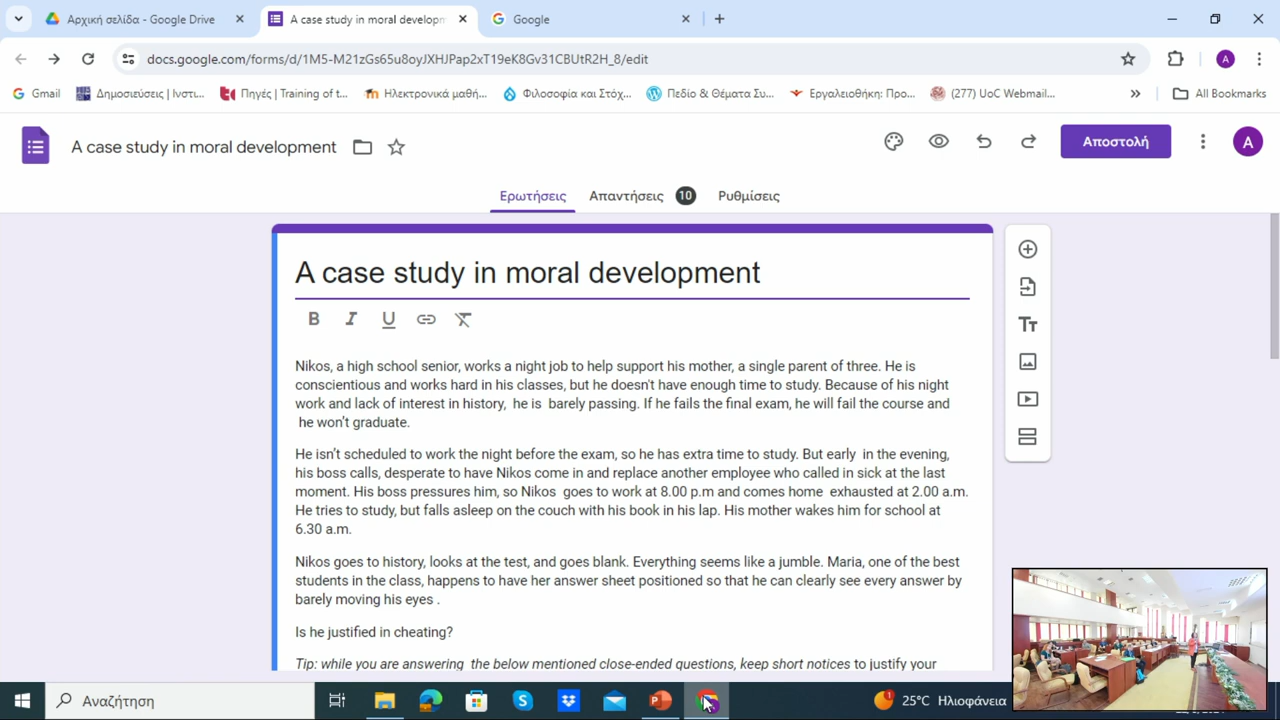 Αρχική σελίδα - Google Drive
A case study in moral developm
Google
docs.google.com/forms/d/1M5-M21zGs65u8oyJXHJPap2xT19eK8Gv31CBUtR2H_8/edit
A
Gmail
Δημοσιεύσεις | Ινστι...
Πηγές | Training of t...
Ηλεκτρονικά μαθή...
Φιλοσοφία και Στόχ...
Πεδίο & Θέματα Συ...
Εργαλειοθήκη: Προ...
(277) UoC Webmail...
All Bookmarks
A case study in moral development
Αποστολή
A
Ερωτήσεις
Απαντήσεις 10
Ρυθμίσεις
A case study in moral development
B I U
Nikos, a high school senior, works a night job to help support his mother, a single parent of three. He is
conscientious and works hard in his classes, but he doesn't have enough time to study. Because of his night
work and lack of interest in history, he is barely passing. If he fails the final exam, he will fail the course and
he won't graduate.
He isn't scheduled to work the night before the exam, so he has extra time to study. But early in the evening,
his boss calls, desperate to have Nikos come in and replace another employee who called in sick at the last
moment. His boss pressures him, so Nikos goes to work at 8.00 p.m and comes home exhausted at 2.00 a.m.
He tries to study, but falls asleep on the couch with his book in his lap. His mother wakes him for school at
6.30 a.m.
Nikos goes to history, looks at the test, and goes blank. Everything seems like a jumble. Maria, one of the best
students in the class, happens to have her answer sheet positioned so that he can clearly see every answer by
barely moving his eyes .
Is he justified in cheating?
Tip: while you are answering the below mentioned close-ended questions, keep short notices to justify your
Tт
Αναζήτηση
1
25°C Ηλιοφάνεια